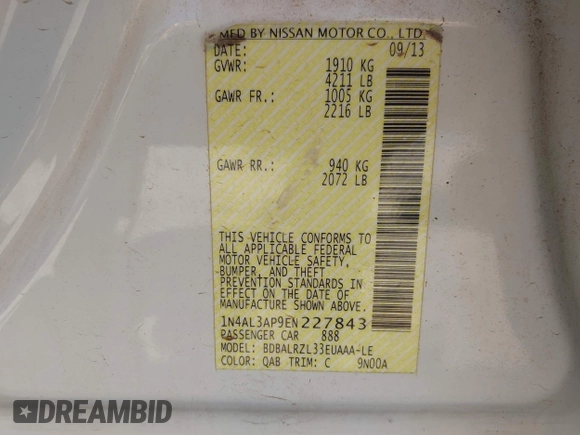 MFD BY NISSAN MOTOR CO., LTD.
DATE: 09/13
GVWR: 1910 KG
4211 LB
GAWR FR.: 1005 KG
2216 LB
GAWR RR.: 940 KG
2072 LB
THIS VEHICLE CONFORMS TO
ALL APPLICABLE FEDERAL
MOTOR VEHICLE SAFETY,
BUMPER, AND THEFT
PREVENTION STANDARDS IN
EFFECT ON THE DATE OF
MANUFACTURE SHOWN ABOVE.
1N4AL3AP9EN227843
PASSENGER CAR 888
MODEL: BDBALRZL33EUAAA-LE
COLOR: QAB TRIM: C 9N00A
DREAMBID